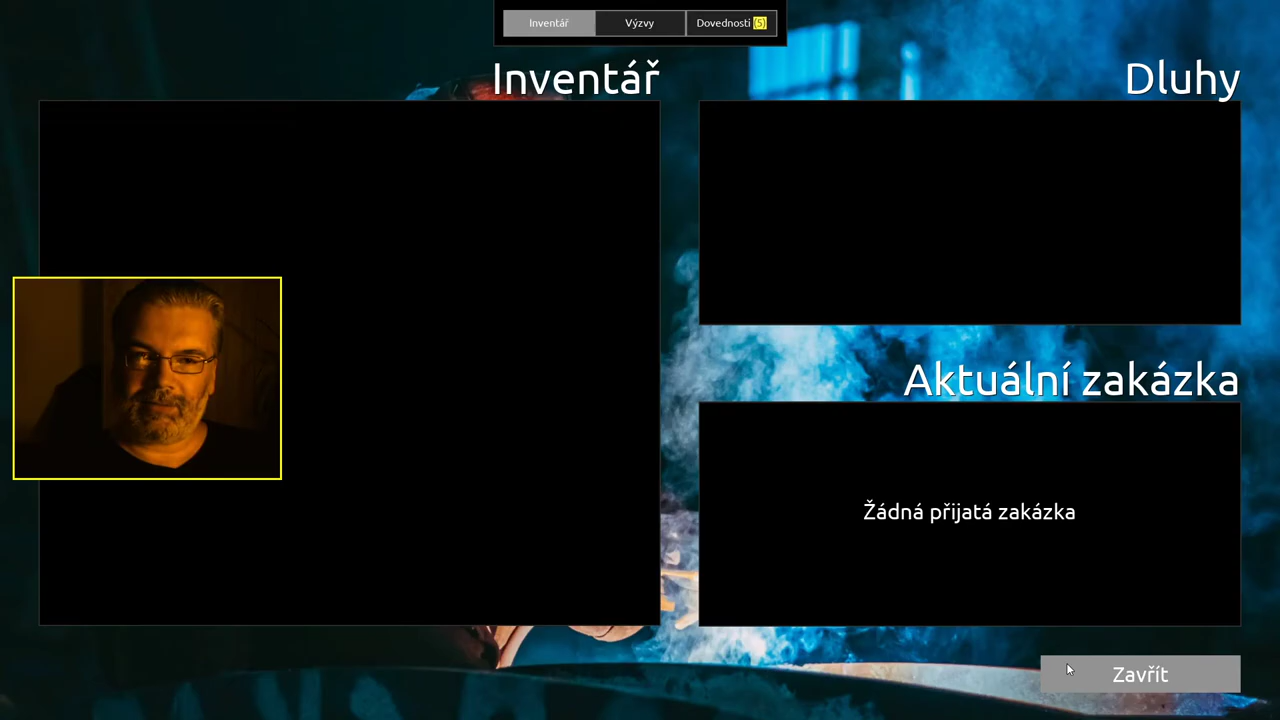 Inventář
Výzvy
Dovednosti (5)
Inventář
Dluhy
Aktuální zakázka
Žádná přijatá zakázka
Zavřít